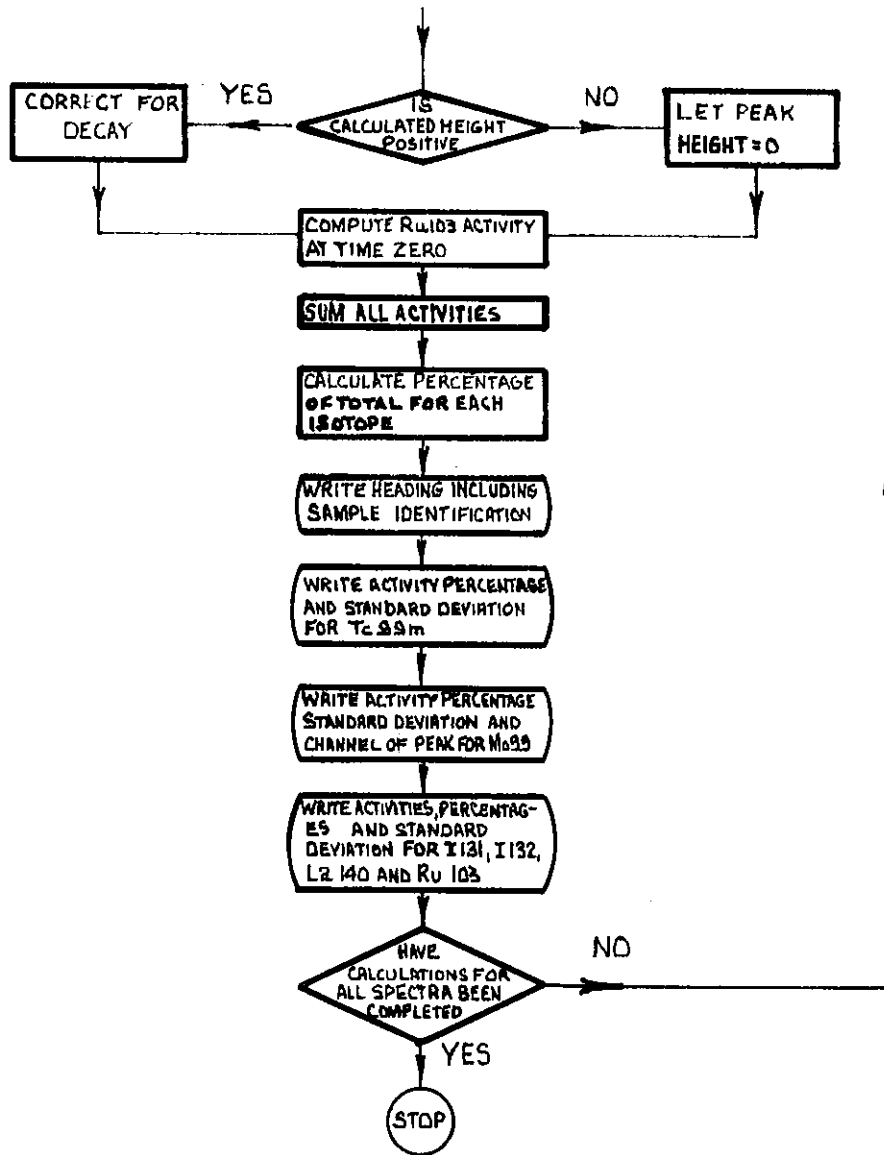 IS
CALCULATED HEIGHT
POSITIVE
YES
NO
CORRECT FOR
DECAY
LET PEAK
HEIGHT = 0
COMPUTE Ru103 ACTIVITY
AT TIME ZERO
SUM ALL ACTIVITIES
CALCULATE PERCENTAGE
OF TOTAL FOR EACH
ISOTOPE
WRITE HEADING INCLUDING
SAMPLE IDENTIFICATION
WRITE ACTIVITY PERCENTAGE
AND STANDARD DEVIATION
FOR Tc 99m
WRITE ACTIVITY PERCENTAGE
STANDARD DEVIATION AND
CHANNEL OF PEAK FOR Mo99
WRITE ACTIVITIES, PERCENTAG-
ES AND STANDARD
DEVIATION FOR I131, I132,
La 140 AND Ru 103
HAVE
CALCULATIONS FOR
ALL SPECTRA BEEN
COMPLETED
NO
YES
STOP